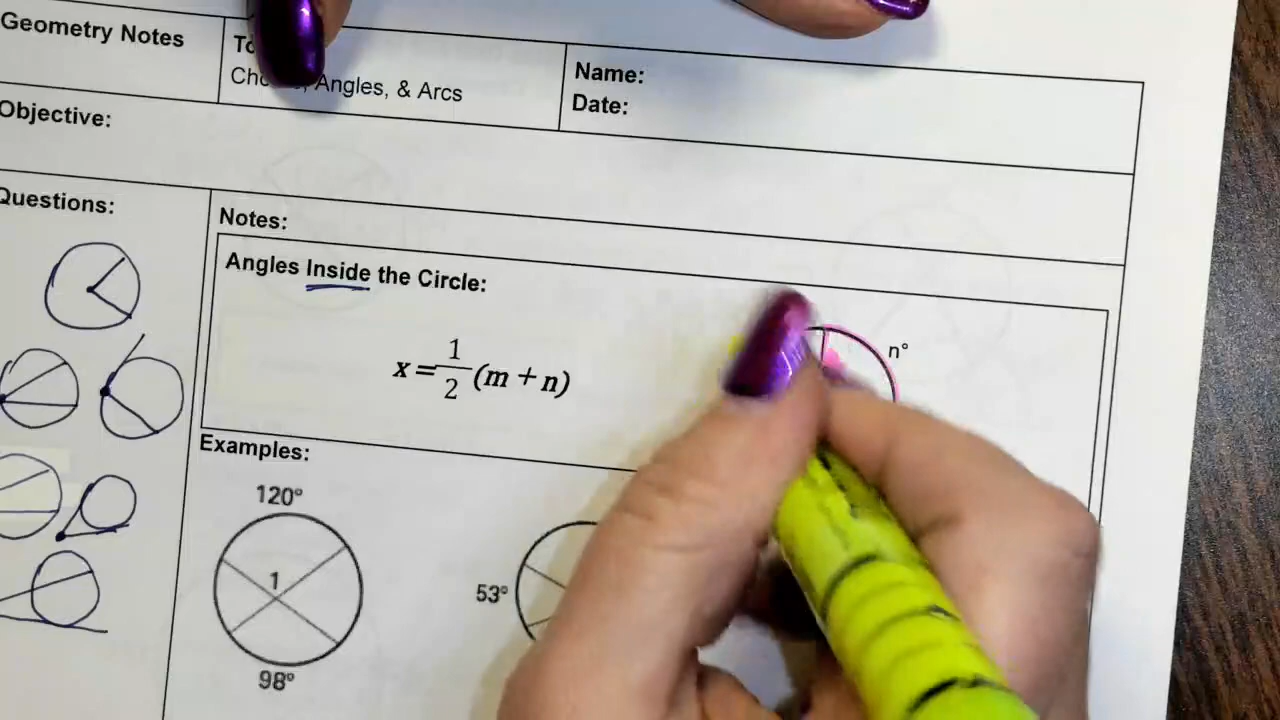 Geometry Notes
Angles, & Arcs
Name:
Date:
Objective:
Questions:
Notes:
Angles Inside the Circle:
x=1/2(m+n)
n°
Examples:
120°
1
98°
53°